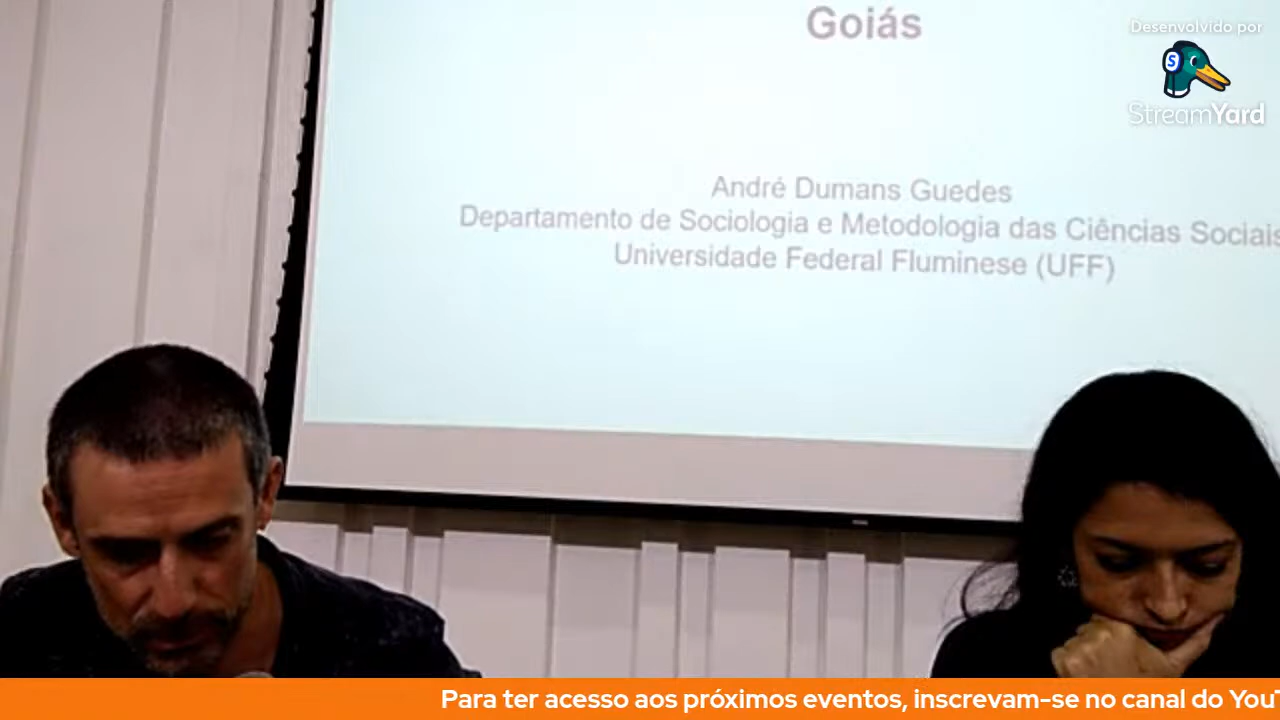 Goiás
Desenvolvido por
StreamYard
André Dumans Guedes
Departamento de Sociologia e Metodologia das Ciências Sociais
Universidade Federal Fluminese (UFF)
Para ter acesso aos próximos eventos, inscrevam-se no canal do You